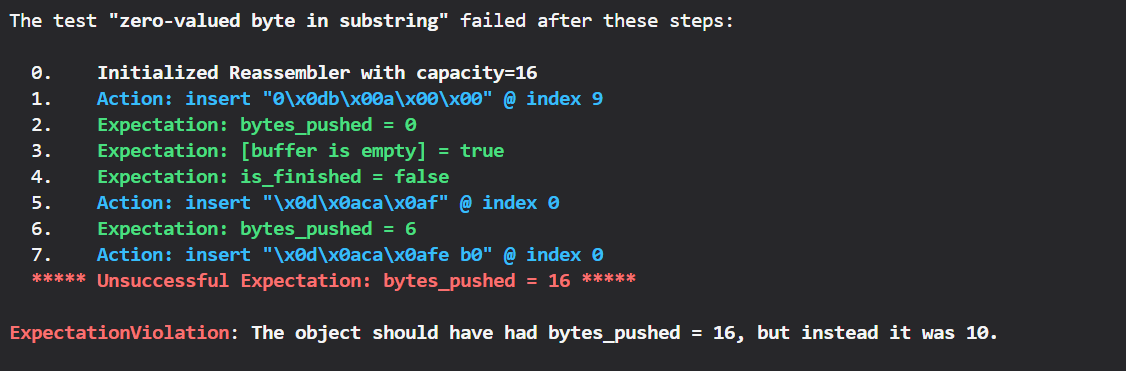 The test "zero-valued byte in substring" failed after these steps:
0. Initialized Reassembler with capacity=16
1. Action: insert "0\x0db\x00a\x00\x00" @ index 9
2. Expectation: bytes_pushed = 0
3. Expectation: [buffer is empty] = true
4. Expectation: is_finished = false
5. Action: insert "\x0d\x0aca\x0af" @ index 0
6. Expectation: bytes_pushed = 6
7. Action: insert "\x0d\x0aca\x0afe b0" @ index 0
***** Unsuccessful Expectation: bytes_pushed = 16 *****
ExpectationViolation: The object should have had bytes_pushed = 16, but instead it was 10.